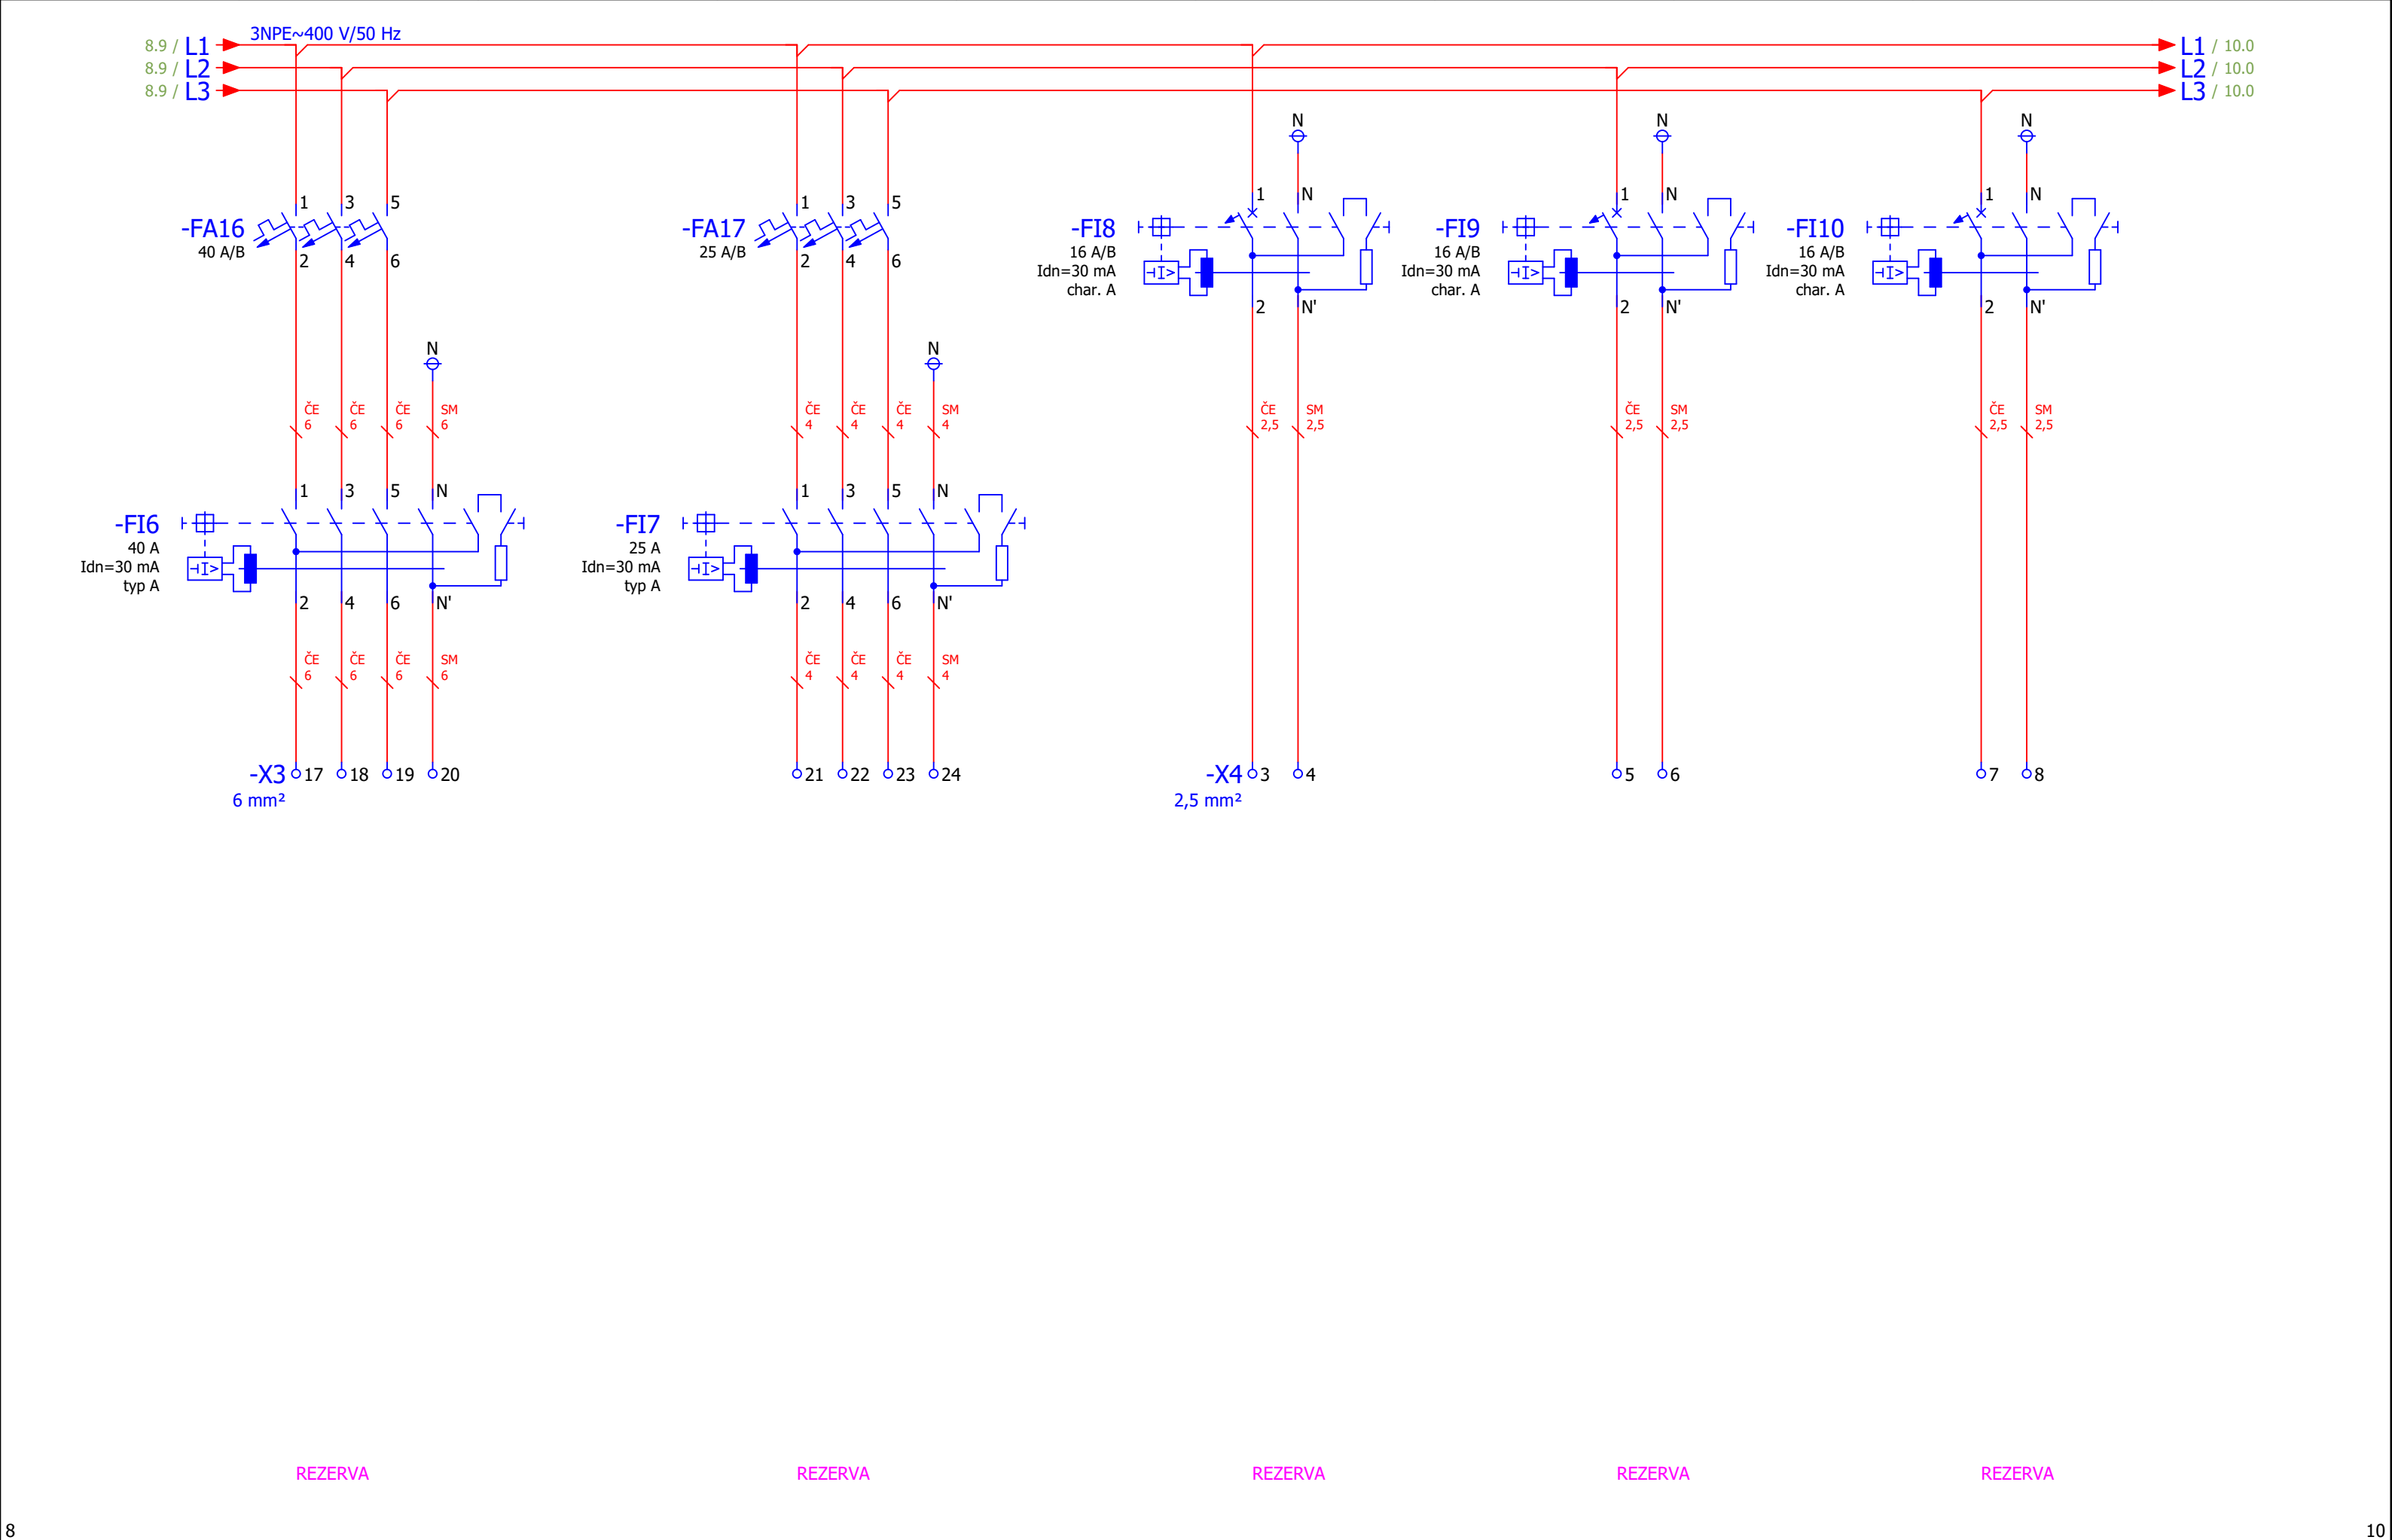 3NPE~400 V/50 Hz
8.9 / L1 L1 / 10.0
8.9 / L2 L2 / 10.0
8.9 / L3 L3 / 10.0
N N N
1 3 5 1 3 5 1 N 1 N 1 N
-FA16 -FA17 -FI8 -FI9 -FI10
40 A/B 25 A/B 16 A/B 16 A/B 16 A/B
2 4 6 2 4 6
Idn=30 mA Idn=30 mA Idn=30 mA
-I> -I> -I>
char. A char. A char. A
2 N' 2 N' 2 N'
N N
ČE ČE ČE SM ČE ČE ČE SM ČE SM ČE SM ČE SM
6 6 6 6 4 4 4 4 2,5 2,5 2,5 2,5 2,5 2,5
1 3 5 N 1 3 5 N
-FI6 -FI7
40 A 25 A
Idn=30 mA Idn=30 mA
-I> -I>
typ A typ A
2 4 6 N' 2 4 6 N'
ČE ČE ČE SM ČE ČE ČE SM
6 6 6 6 4 4 4 4
-X3 17 18 19 20 21 22 23 24 -X4 3 4 5 6 7 8
6 mm² 2,5 mm²
REZERVA REZERVA REZERVA REZERVA REZERVA
8 10